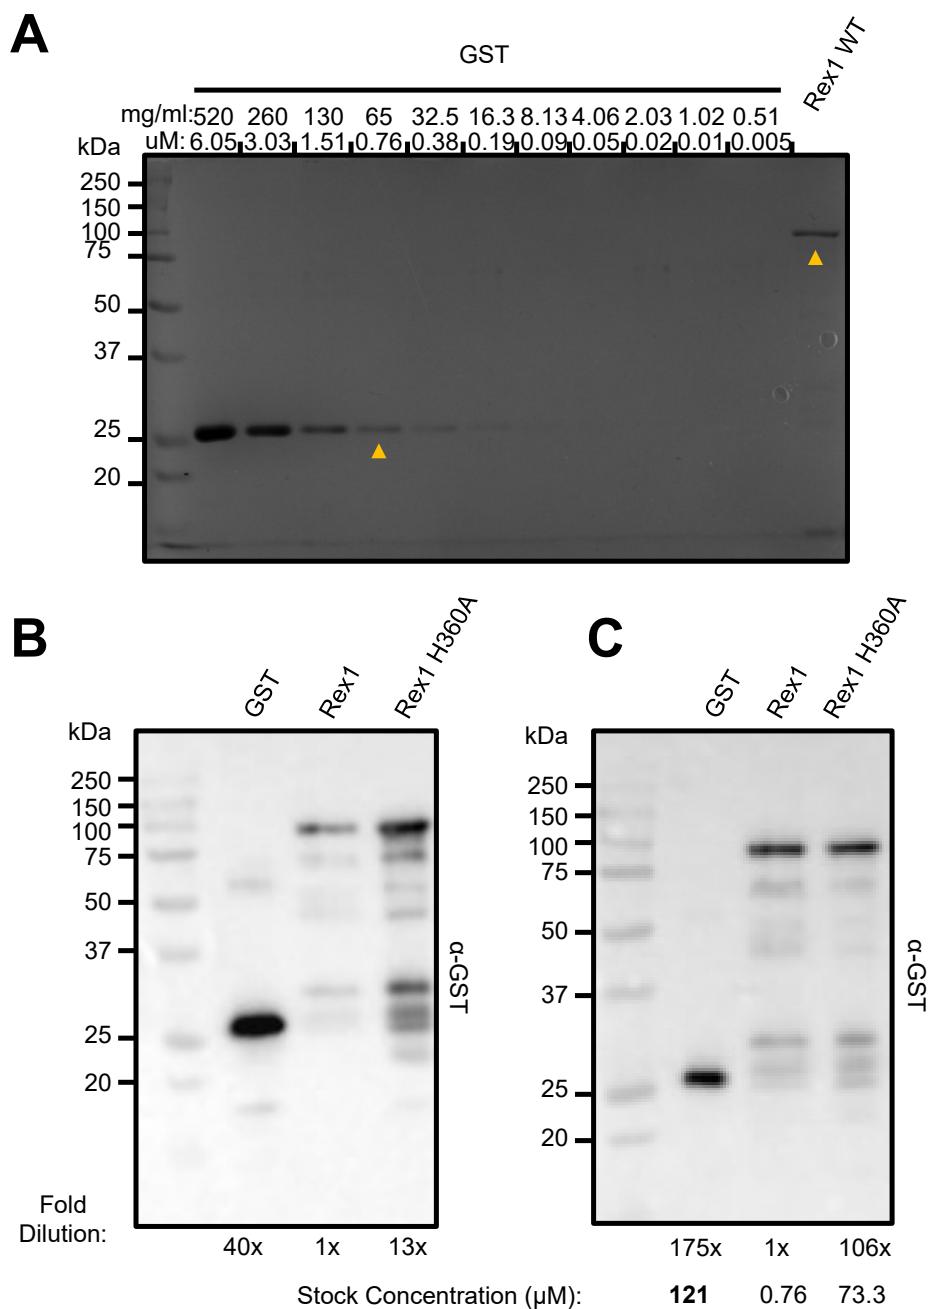 A
GST
Rex1 WT
mg/ml:520 260 130 65 32.5 16.3 8.13 4.06 2.03 1.02 0.51
uM: 6.05 3.03 1.51 0.76 0.38 0.19 0.09 0.05 0.02 0.01 0.005
kDa
250
150
100
75
50
37
25
20
B
GST
Rex1
Rex1 H360A
kDa
250
150
100
75
50
37
25
20
α-GST
Fold
Dilution:
40x 1x 13x
C
GST
Rex1
Rex1 H360A
kDa
250
150
100
75
50
37
25
20
α-GST
175x 1x 106x
Stock Concentration (µM): 121 0.76 73.3